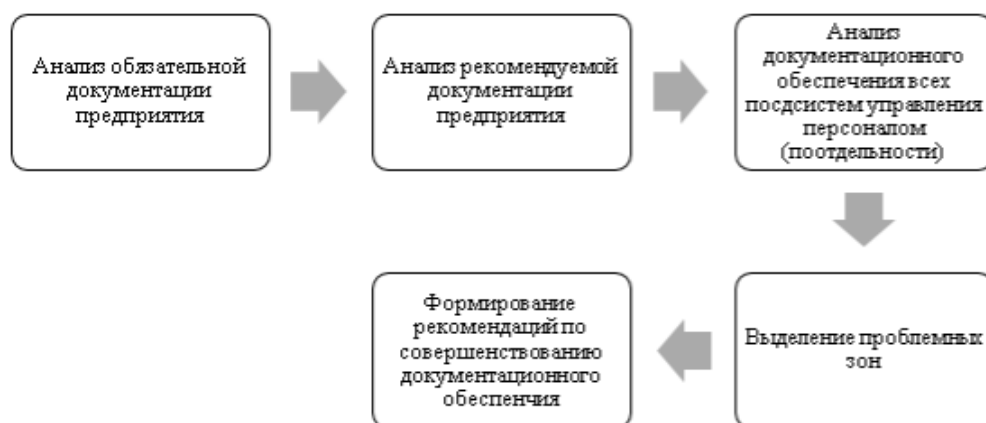 Анализ обязательной
документации
предприятия
Анализ рекомендуемой
документации
предприятия
Анализ
документационного
обеспечения всех
посдсистем управления
персоналом
(поотдельности)
Выделение проблемных
зон
Формирование
рекомендаций по
совершенствованию
документационного
обеспенчия